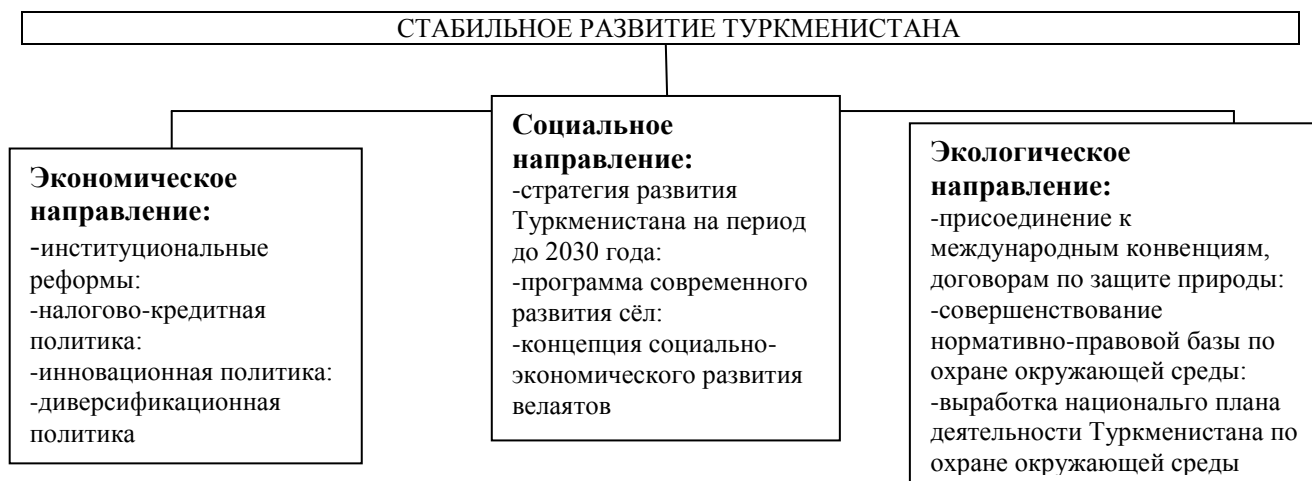 СТАБИЛЬНОЕ РАЗВИТИЕ ТУРКМЕНИСТАНА
Экономическое
направление:
-институциональные
реформы:
-налогово-кредитная
политика:
-инновационная политика:
-диверсификационная
политика
Социальное
направление:
-стратегия развития
Туркменистана на период
до 2030 года:
-программа современного
развития сёл:
-концепция социально-
экономического развития
велаятов
Экологическое
направление:
-присоединение к
международным конвенциям,
договорам по защите природы:
-совершенствование
нормативно-правовой базы по
охране окружающей среды:
-выработка национальго плана
деятельности Туркменистана по
охране окружающей среды